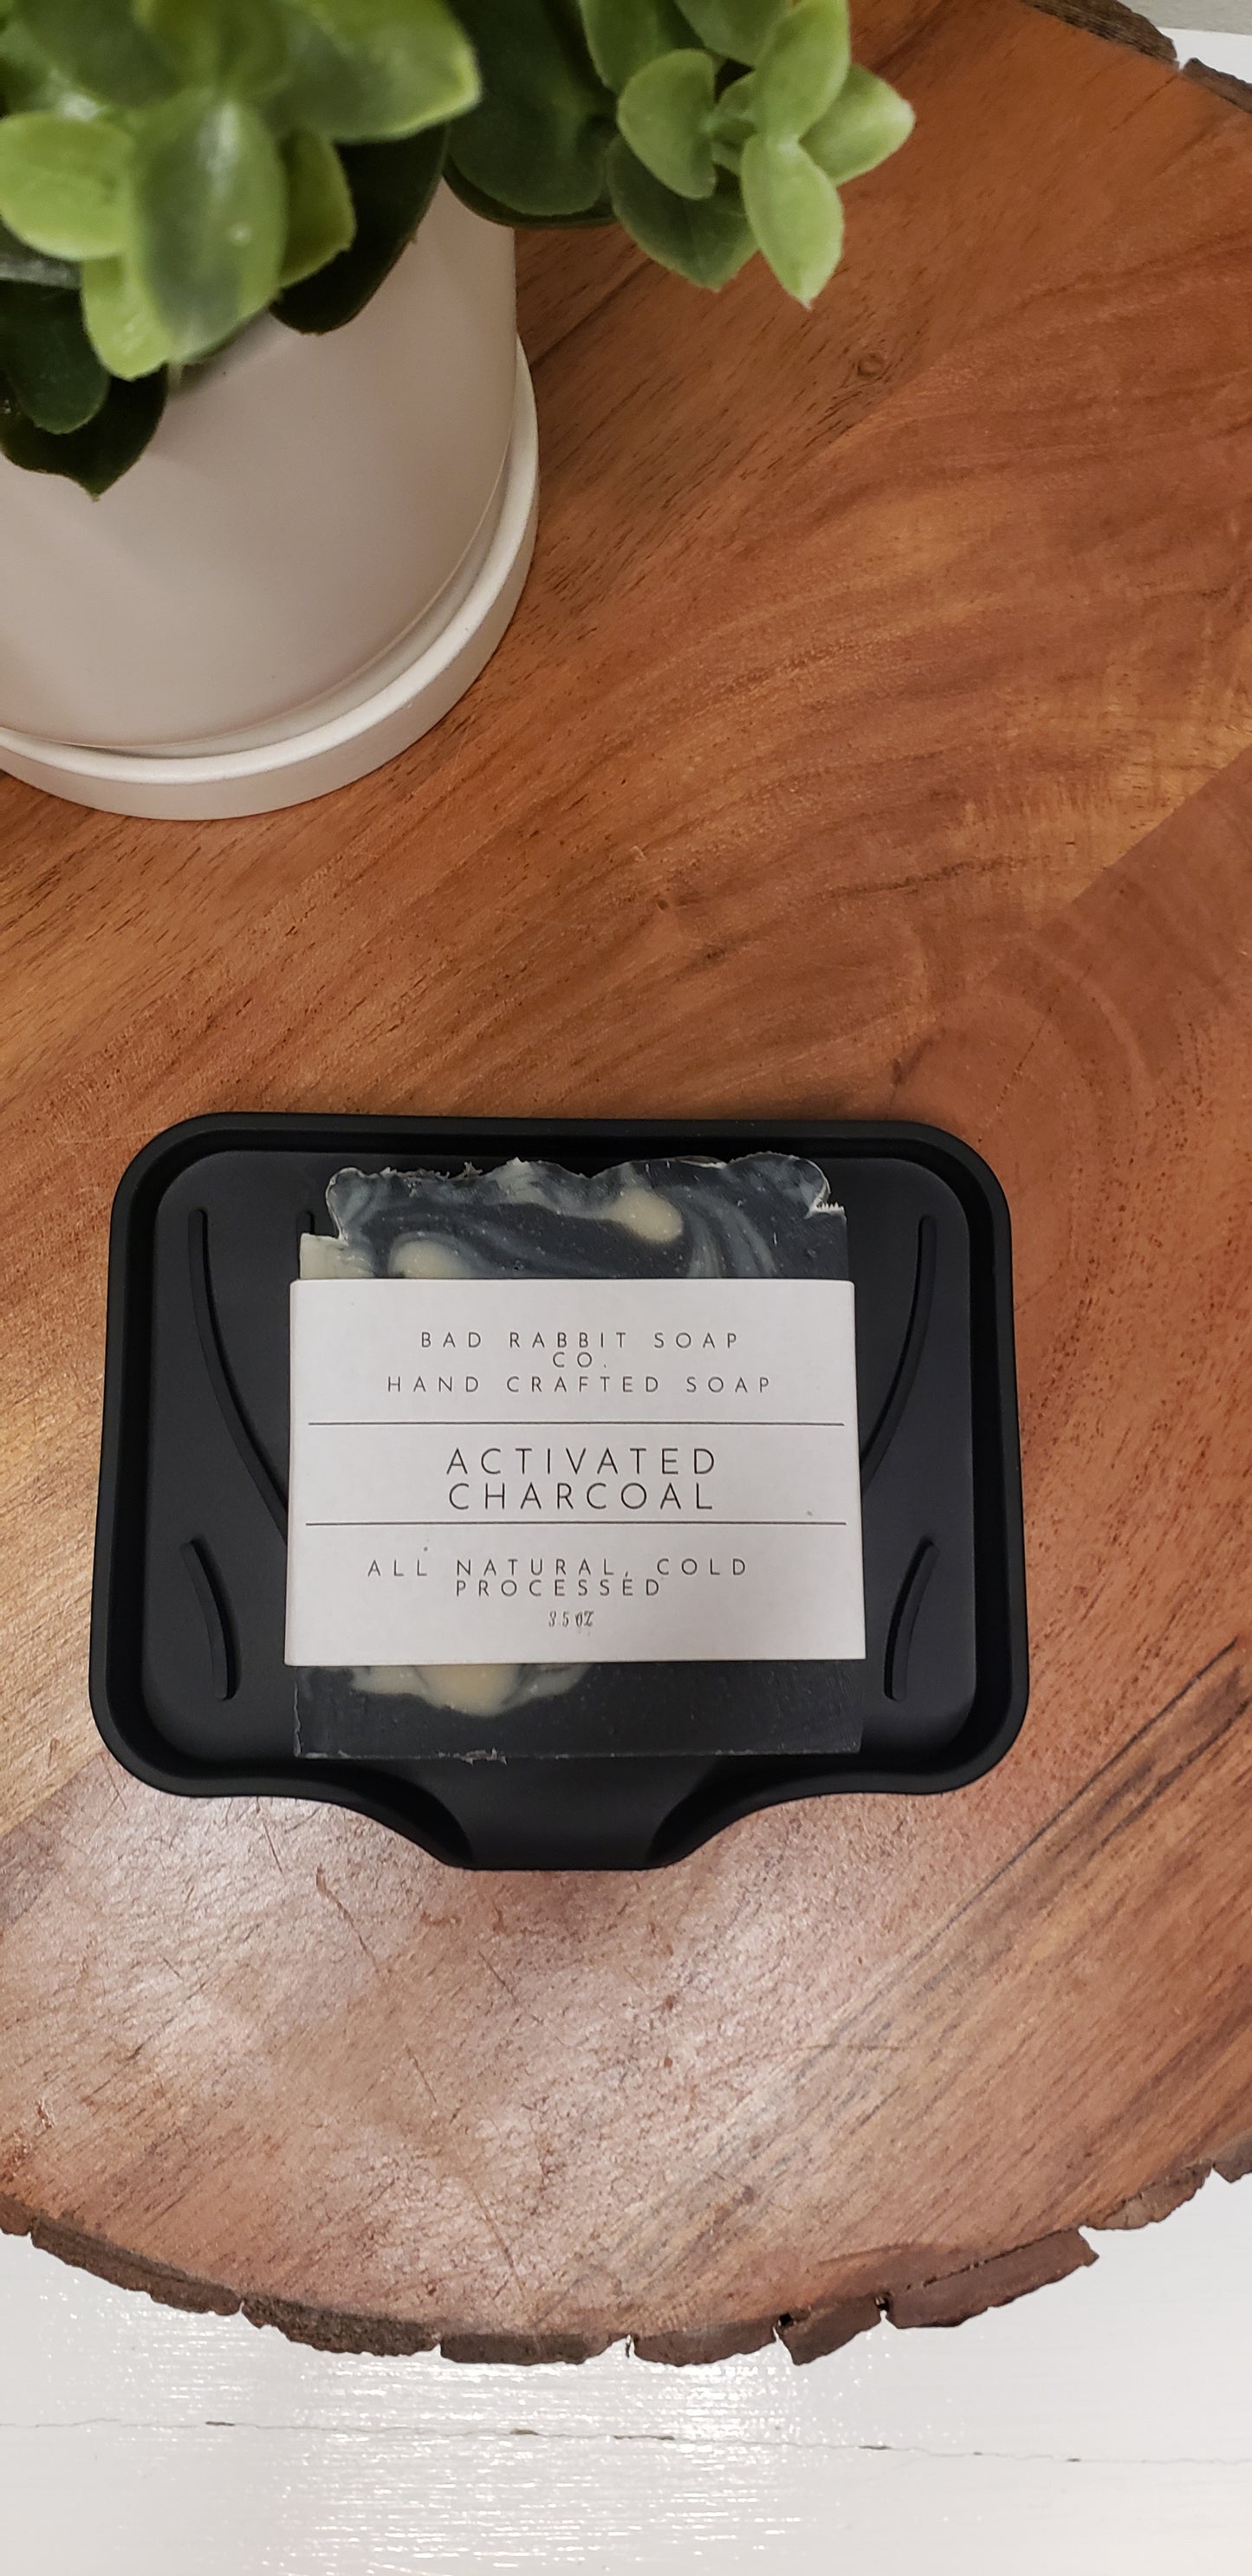 BAD RABBIT SOAP
CO.
HAND CRAFTED SOAP
ACTIVATED
CHARCOAL
ALL NATURAL, COLD
PROCESSED
3.5 OZ